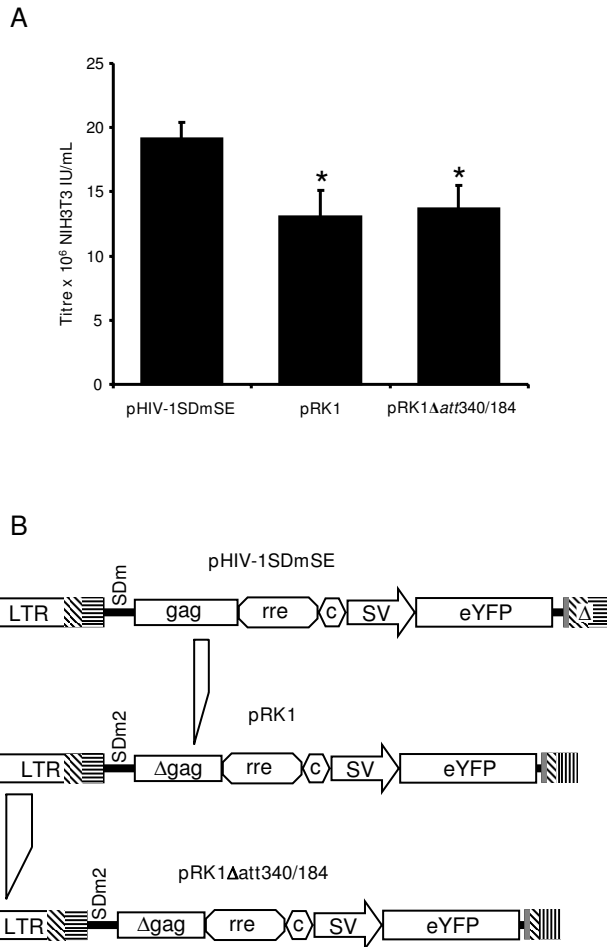 A
25
20
15
10
5
0
Titre x 10⁶ NIH3T3 IU/mL
*
*
pHIV-1SDmSE
pRK1
pRK1Δatt340/184
B
pHIV-1SDmSE
SDm
LTR
gag
rre
c
SV
eYFP
Δ
pRK1
SDm2
LTR
Δgag
rre
c
SV
eYFP
pRK1Δatt340/184
SDm2
LTR
Δgag
rre
c
SV
eYFP